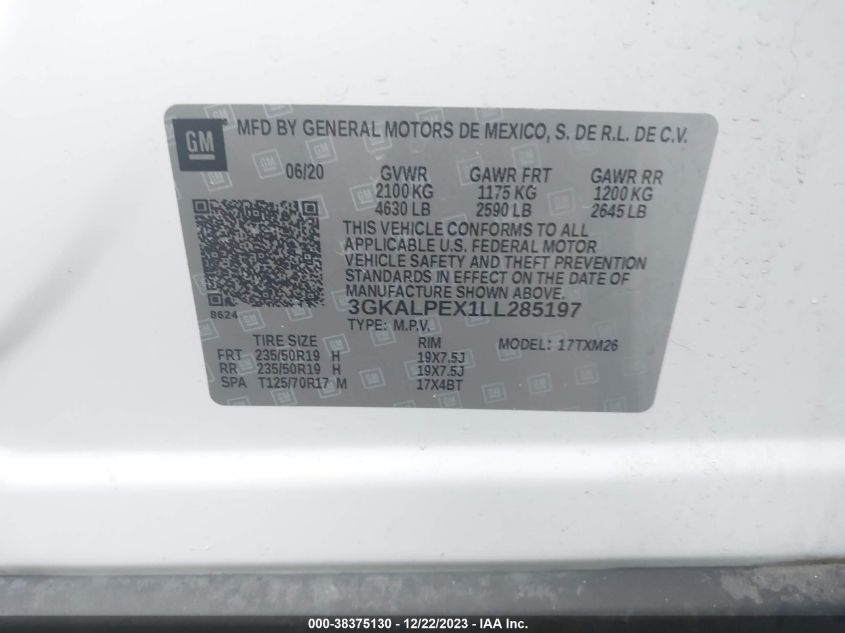 GM MFD BY GENERAL MOTORS DE MEXICO, S. DE R.L. DE C.V.
06/20 GVWR GAWR FRT GAWR RR
2100 KG 1175 KG 1200 KG
4630 LB 2590 LB 2645 LB
THIS VEHICLE CONFORMS TO ALL
APPLICABLE U.S. FEDERAL MOTOR
VEHICLE SAFETY AND THEFT PREVENTION
STANDARDS IN EFFECT ON THE DATE OF
MANUFACTURE SHOWN ABOVE.
8624 3GKALPEX1LL285197
TYPE: M.P.V.
TIRE SIZE RIM MODEL: 17TXM26
FRT 235/50R19 H 19X7.5J
RR 235/50R19 H 19X7.5J
SPA T125/70R17 M 17X4BT
000-38375130 - 12/22/2023 - IAA Inc.